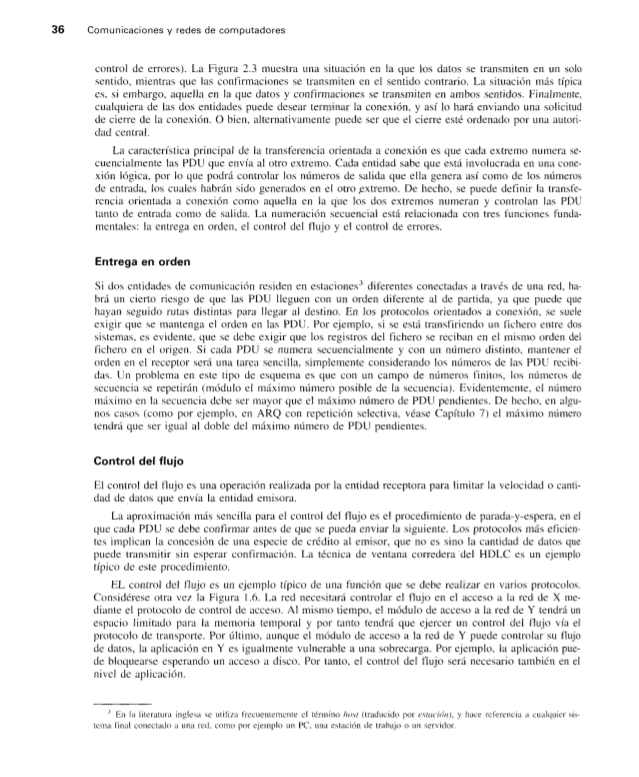 36 Comunicaciones y redes de computadores
control de errores). La Figura 2.3 muestra una situación en la que los datos se transmiten en un solo
sentido, mientras que las confirmaciones se transmiten en el sentido contrario. La situación más típica
es, si embargo, aquella en la que datos y confirmaciones se transmiten en ambos sentidos. Finalmente,
cualquiera de las dos entidades puede desear terminar la conexión, y así lo hará enviando una solicitud
de cierre de la conexión. O bien, alternativamente puede ser que el cierre esté ordenado por una autori-
dad central.
La característica principal de la transferencia orientada a conexión es que cada extremo numera se-
cuencialmente las PDU que envía al otro extremo. Cada entidad sabe que está involucrada en una cone-
xión lógica, por lo que podrá controlar los números de salida que ella genera así como de los números
de entrada, los cuales habrán sido generados en el otro extremo. De hecho, se puede definir la transfe-
rencia orientada a conexión como aquella en la que los dos extremos numeran y controlan las PDU
tanto de entrada como de salida. La numeración secuencial está relacionada con tres funciones funda-
mentales: la entrega en orden, el control del flujo y el control de errores.
Entrega en orden
Si dos entidades de comunicación residen en estaciones³ diferentes conectadas a través de una red, ha-
brá un cierto riesgo de que las PDU lleguen con un orden diferente al de partida, ya que puede que
hayan seguido rutas distintas para llegar al destino. En los protocolos orientados a conexión, se suele
exigir que se mantenga el orden en las PDU. Por ejemplo, si se está transfiriendo un fichero entre dos
sistemas, es evidente, que se debe exigir que los registros del fichero se reciban en el mismo orden del
fichero en el origen. Si cada PDU se numera secuencialmente y con un número distinto, mantener el
orden en el receptor será una tarea sencilla, simplemente considerando los números de las PDU recibi-
das. Un problema en este tipo de esquema es que con un campo de números finitos, los números de
secuencia se repetirán (módulo el máximo número posible de la secuencia). Evidentemente, el número
máximo en la secuencia debe ser mayor que el máximo número de PDU pendientes. De hecho, en algu-
nos casos (como por ejemplo, en ARQ con repetición selectiva, véase Capítulo 7) el máximo número
tendrá que ser igual al doble del máximo número de PDU pendientes.
Control del flujo
El control del flujo es una operación realizada por la entidad receptora para limitar la velocidad o canti-
dad de datos que envía la entidad emisora.
La aproximación más sencilla para el control del flujo es el procedimiento de parada-y-espera, en el
que cada PDU se debe confirmar antes de que se pueda enviar la siguiente. Los protocolos más eficien-
tes implican la concesión de una especie de crédito al emisor, que no es sino la cantidad de datos que
puede transmitir sin esperar confirmación. La técnica de ventana corredera del HDLC es un ejemplo
típico de este procedimiento.
EL control del flujo es un ejemplo típico de una función que se debe realizar en varios protocolos.
Considérese otra vez la Figura 1.6. La red necesitará controlar el flujo en el acceso a la red de X me-
diante el protocolo de control de acceso. Al mismo tiempo, el módulo de acceso a la red de Y tendrá un
espacio limitado para la memoria temporal y por tanto tendrá que ejercer un control del flujo vía el
protocolo de transporte. Por último, aunque el módulo de acceso a la red de Y puede controlar su flujo
de datos, la aplicación en Y es igualmente vulnerable a una sobrecarga. Por ejemplo, la aplicación pue-
de bloquearse esperando un acceso a disco. Por tanto, el control del flujo será necesario también en el
nivel de aplicación.
³ En la literatura inglesa se utiliza frecuentemente el término host (traducido por estación), y hace referencia a cualquier sis-
tema final conectado a una red, como por ejemplo un PC, una estación de trabajo o un servidor.